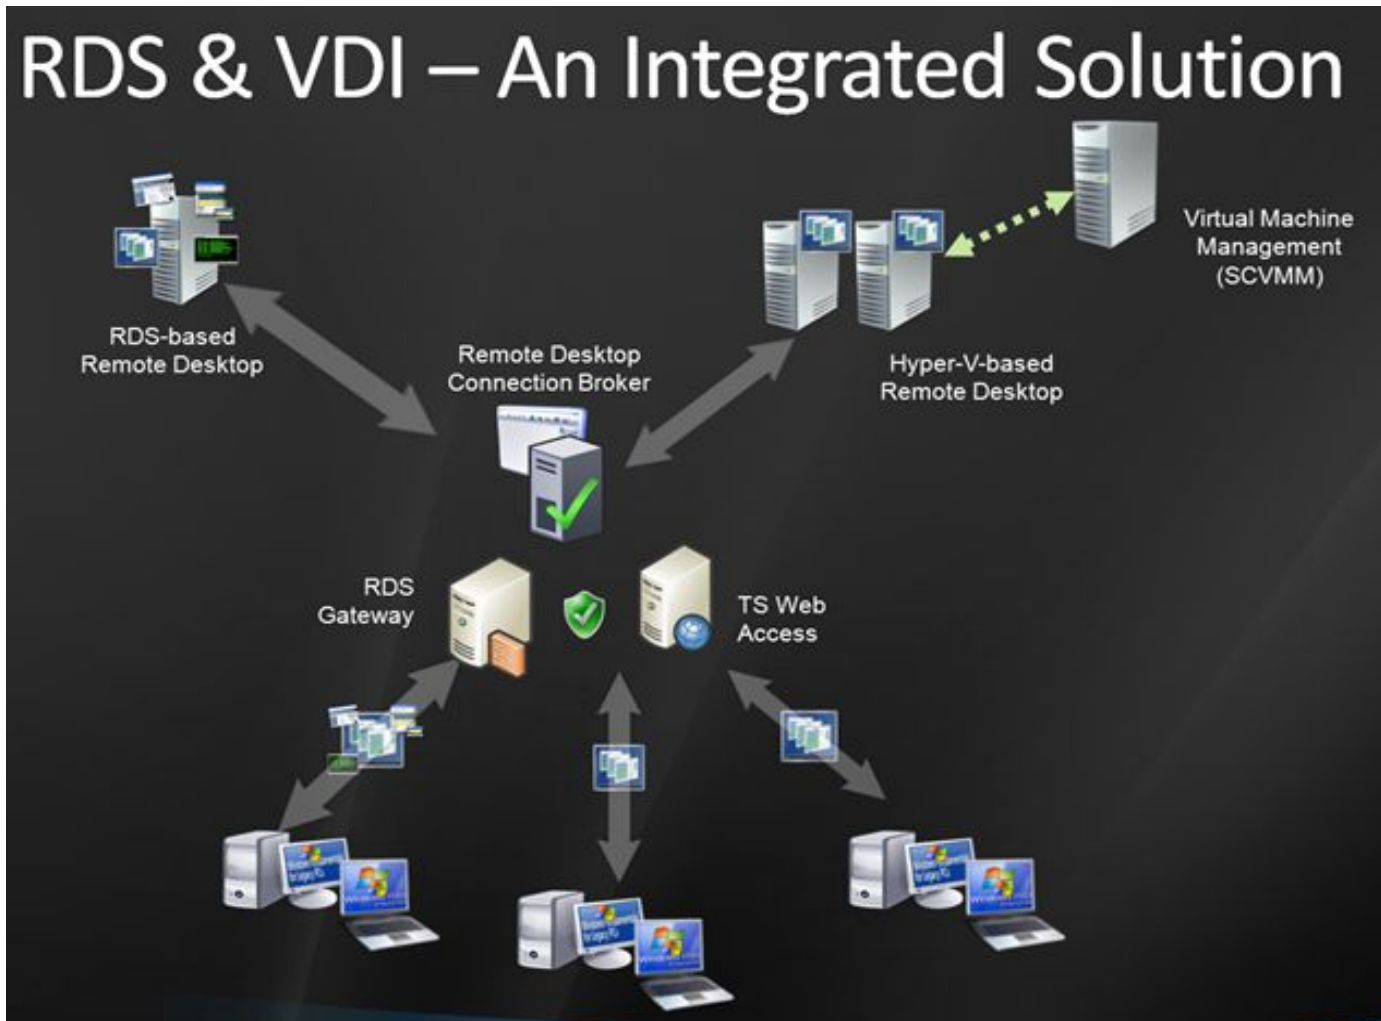 RDS & VDI – An Integrated Solution
Virtual Machine
Management
(SCVMM)
RDS-based
Remote Desktop
Remote Desktop
Connection Broker
Hyper-V-based
Remote Desktop
RDS
Gateway
TS Web
Access